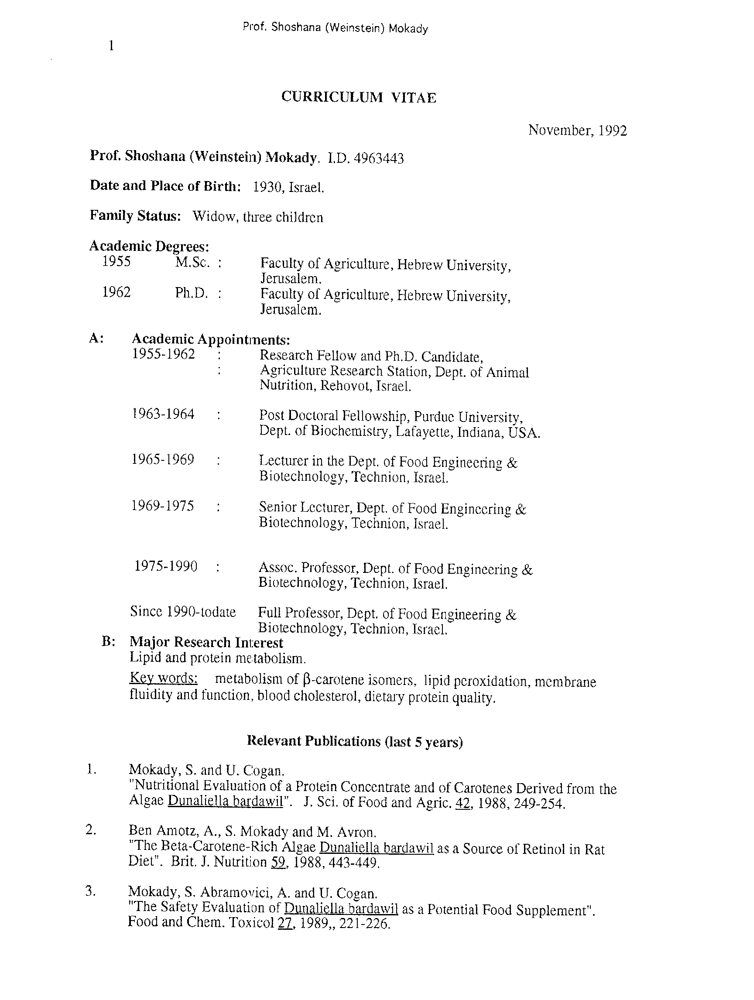 Prof. Shoshana (Weinstein) Mokady
1
CURRICULUM VITAE
November, 1992
Prof. Shoshana (Weinstein) Mokady. I.D. 4963443
Date and Place of Birth: 1930, Israel.
Family Status: Widow, three children
Academic Degrees:
1955 M.Sc. : Faculty of Agriculture, Hebrew University,
Jerusalem.
1962 Ph.D. : Faculty of Agriculture, Hebrew University,
Jerusalem.
A: Academic Appointments:
1955-1962 : Research Fellow and Ph.D. Candidate,
: Agriculture Research Station, Dept. of Animal
Nutrition, Rehovot, Israel.
1963-1964 : Post Doctoral Fellowship, Purdue University,
Dept. of Biochemistry, Lafayette, Indiana, USA.
1965-1969 : Lecturer in the Dept. of Food Engineering &
Biotechnology, Technion, Israel.
1969-1975 : Senior Lecturer, Dept. of Food Engineering &
Biotechnology, Technion, Israel.
1975-1990 : Assoc. Professor, Dept. of Food Engineering &
Biotechnology, Technion, Israel.
Since 1990-todate Full Professor, Dept. of Food Engineering &
Biotechnology, Technion, Israel.
B: Major Research Interest
Lipid and protein metabolism.
Key words: metabolism of β-carotene isomers, lipid peroxidation, membrane
fluidity and function, blood cholesterol, dietary protein quality.
Relevant Publications (last 5 years)
1. Mokady, S. and U. Cogan.
"Nutritional Evaluation of a Protein Concentrate and of Carotenes Derived from the
Algae Dunaliella bardawil". J. Sci. of Food and Agric. 42, 1988, 249-254.
2. Ben Amotz, A., S. Mokady and M. Avron.
"The Beta-Carotene-Rich Algae Dunaliella bardawil as a Source of Retinol in Rat
Diet". Brit. J. Nutrition 59, 1988, 443-449.
3. Mokady, S. Abramovici, A. and U. Cogan.
"The Safety Evaluation of Dunaliella bardawil as a Potential Food Supplement".
Food and Chem. Toxicol 27, 1989,, 221-226.